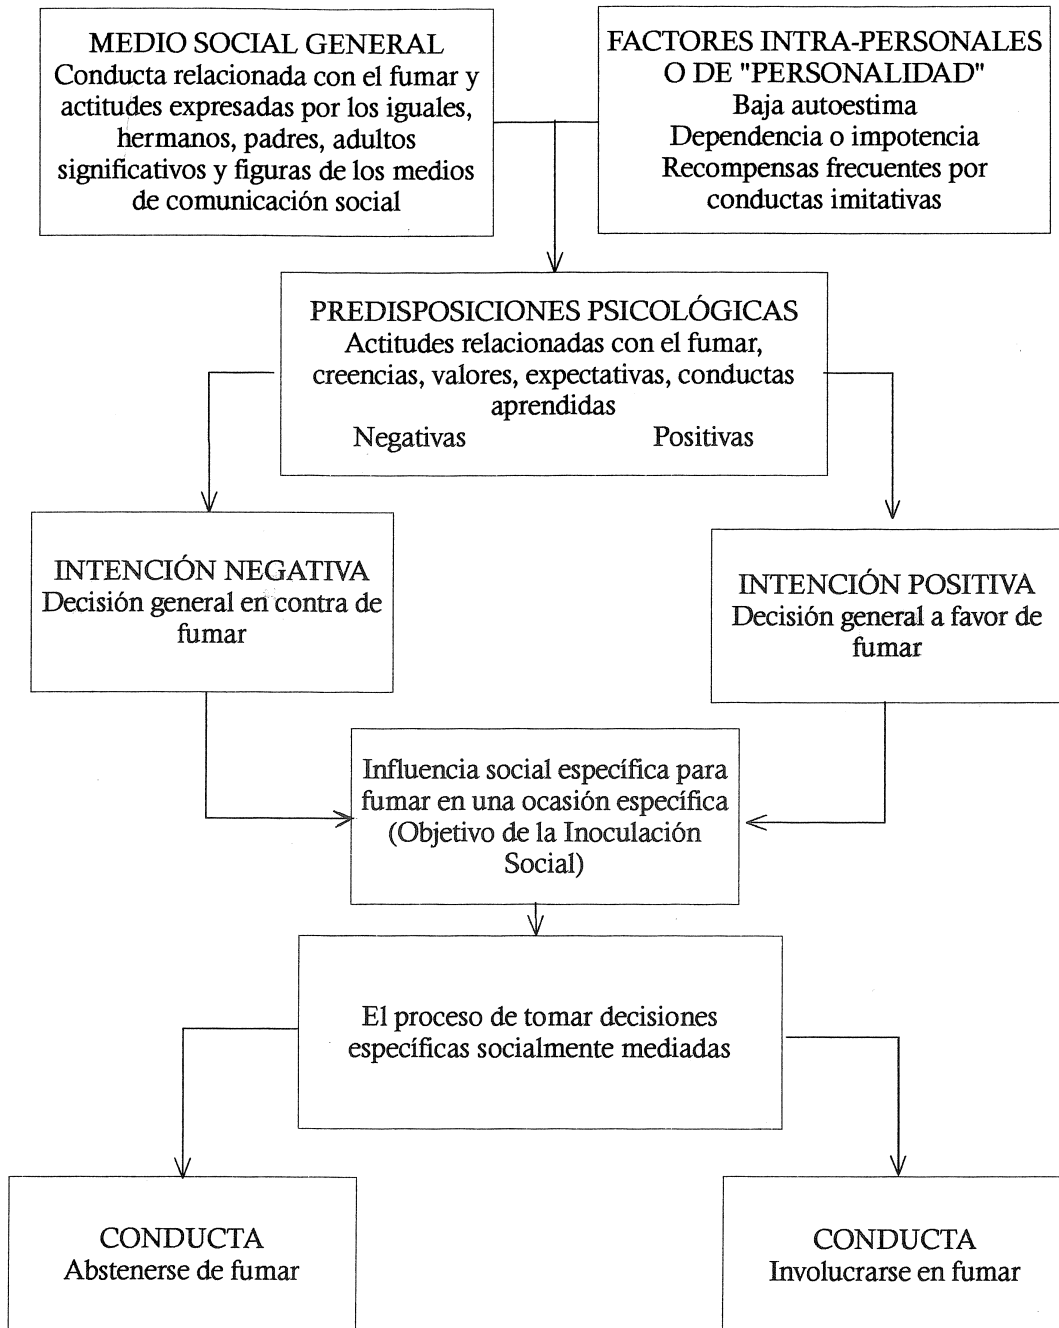 MEDIO SOCIAL GENERAL
Conducta relacionada con el fumar y
actitudes expresadas por los iguales,
hermanos, padres, adultos
significativos y figuras de los medios
de comunicación social
FACTORES INTRA-PERSONALES
O DE "PERSONALIDAD"
Baja autoestima
Dependencia o impotencia
Recompensas frecuentes por
conductas imitativas
PREDISPOSICIONES PSICOLÓGICAS
Actitudes relacionadas con el fumar,
creencias, valores, expectativas, conductas
aprendidas
Negativas Positivas
INTENCIÓN NEGATIVA
Decisión general en contra de
fumar
INTENCIÓN POSITIVA
Decisión general a favor de
fumar
Influencia social específica para
fumar en una ocasión específica
(Objetivo de la Inoculación
Social)
El proceso de tomar decisiones
específicas socialmente mediadas
CONDUCTA
Abstenerse de fumar
CONDUCTA
Involucrarse en fumar